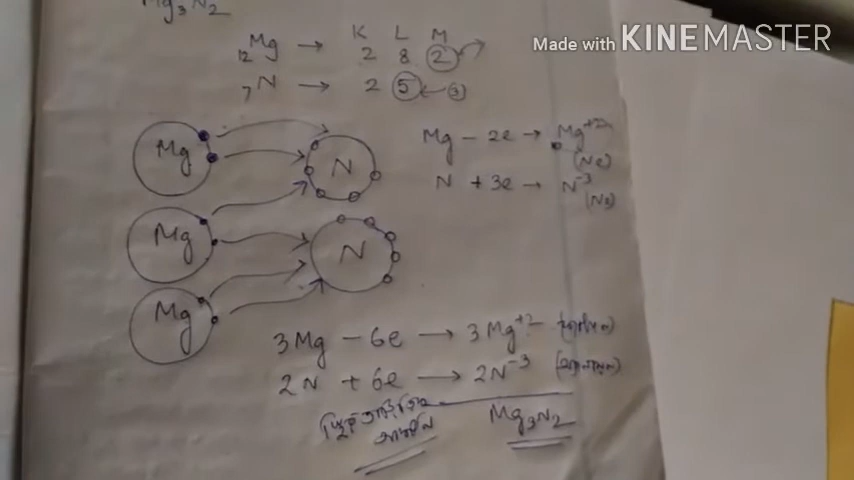 Mg3N2
Made with KINEMASTER
K L M
12Mg → 2 8 2
7N → 2 5 ← 3
Mg - 2e → Mg+2
(Ne)
N + 3e → N-3
(Ne)
Mg N
Mg N
Mg
3Mg - 6e → 3Mg+2
2N + 6e → 2N-3
Mg3N2